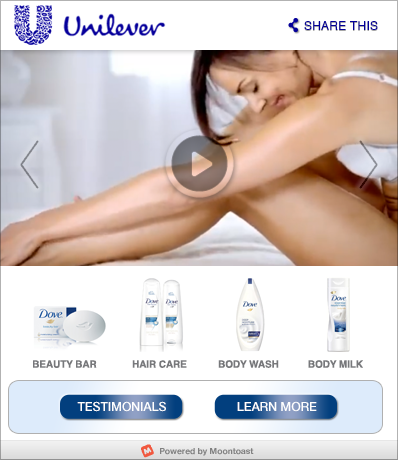 Unilever
SHARE THIS
Dove
Dove
Dove
Dove
Dove
BEAUTY BAR
HAIR CARE
BODY WASH
BODY MILK
TESTIMONIALS
LEARN MORE
Powered by Moontoast